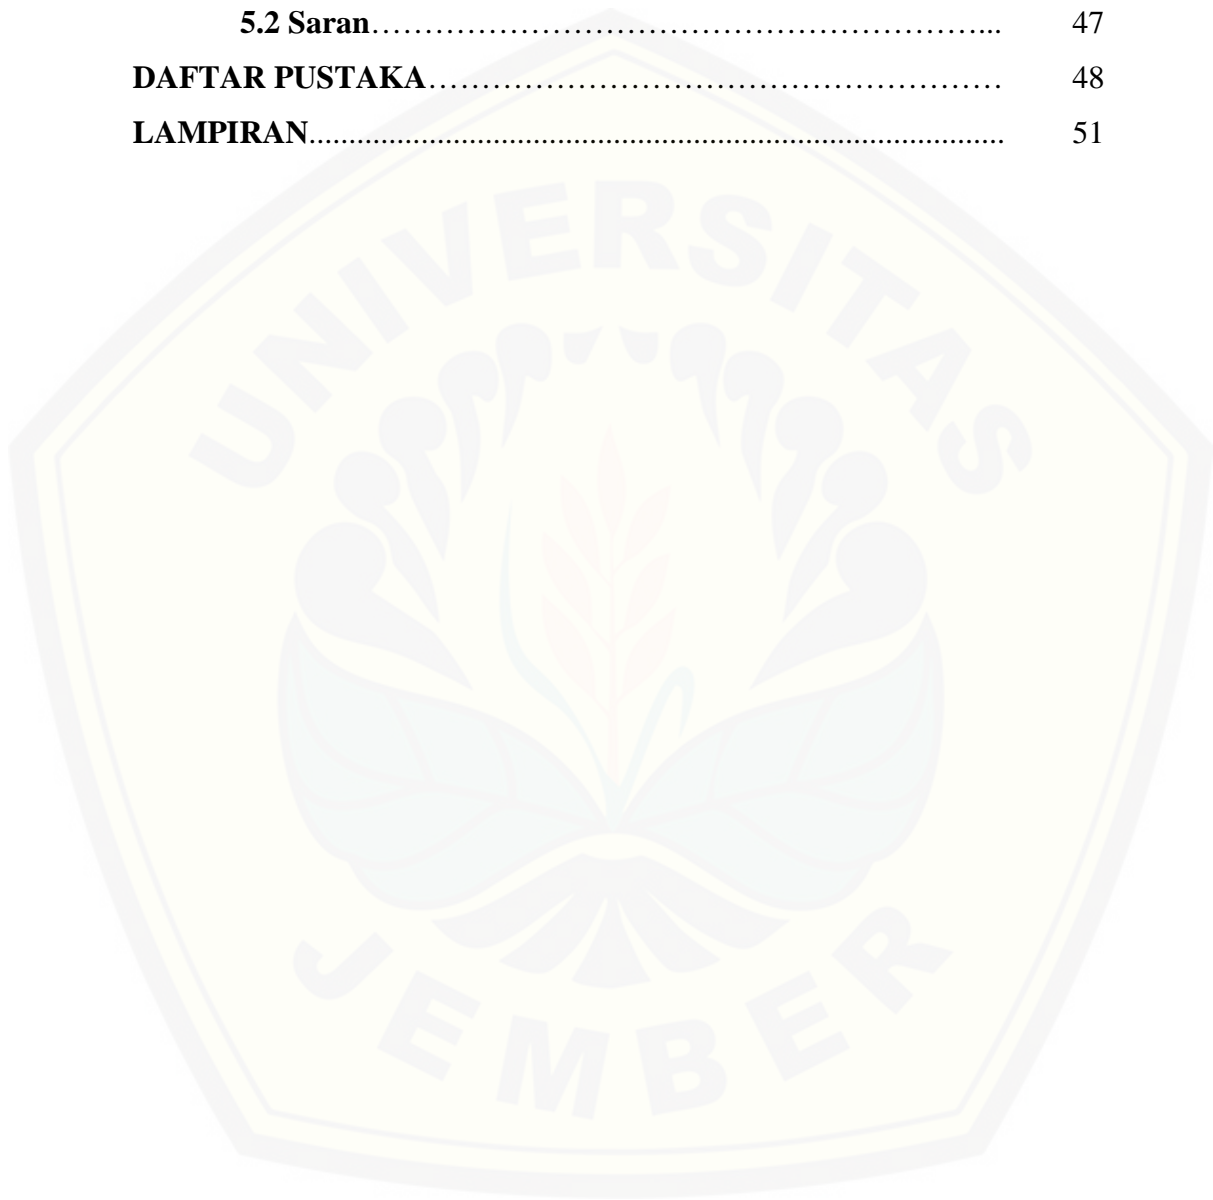 5.2 Saran…………………………………………………... 47
DAFTAR PUSTAKA……………………………………………… 48
LAMPIRAN.................................................................................... 51
UNIVERSITAS
JEMBER